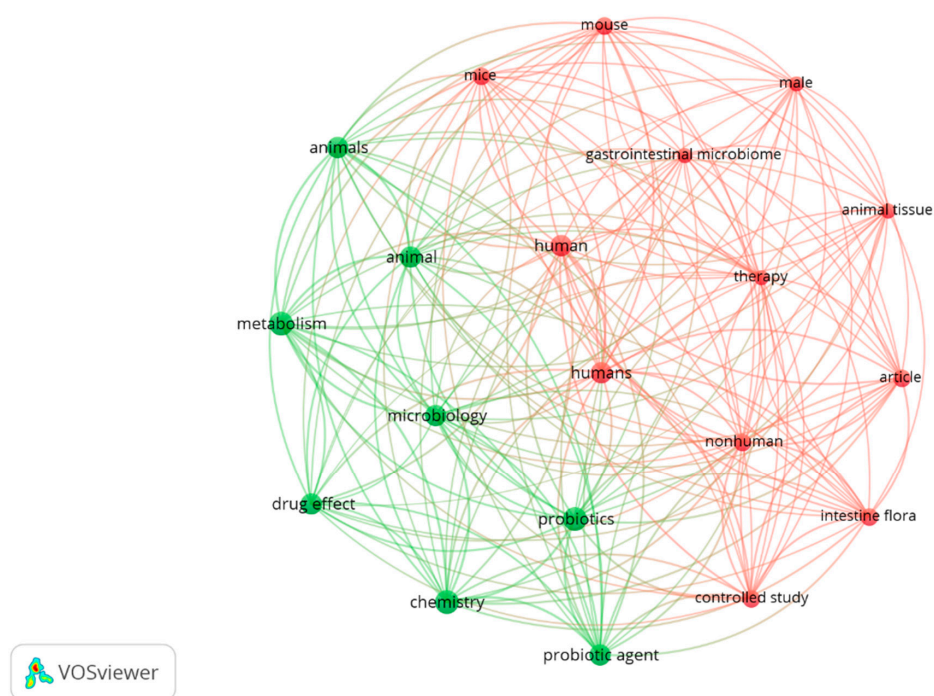 mouse
mice
male
animals
gastrointestinal microbiome
animal tissue
human
animal
therapy
metabolism
humans
article
microbiology
nonhuman
drug effect
probiotics
intestine flora
chemistry
controlled study
probiotic agent
VOSviewer